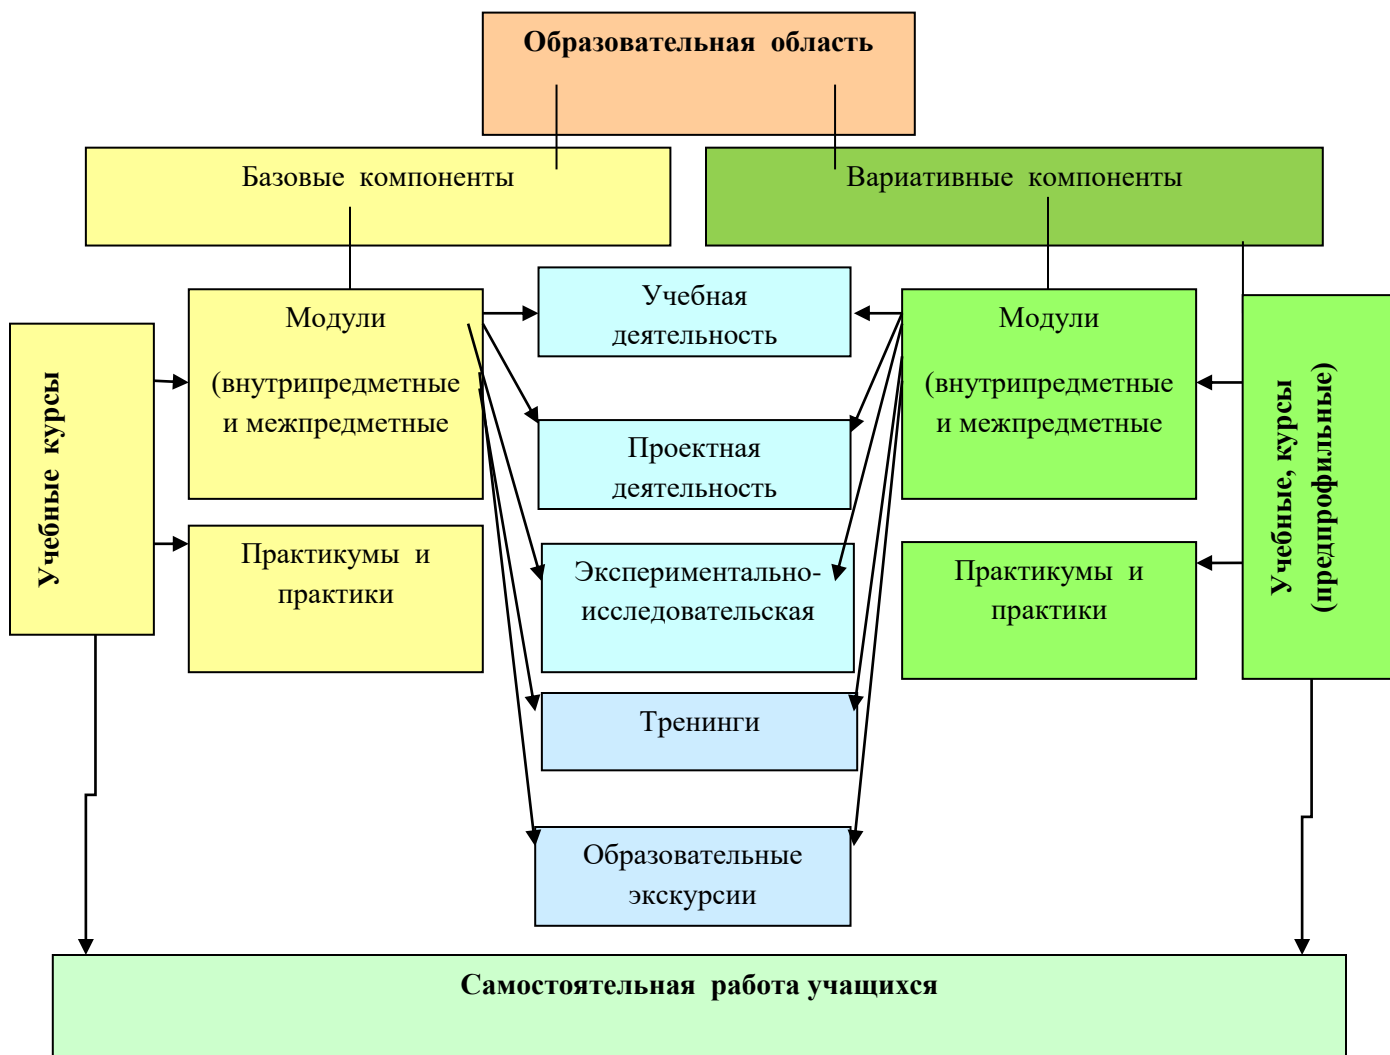 Образовательная область
Базовые компоненты
Вариативные компоненты
Учебные курсы
Модули
(внутрипредметные
и межпредметные
Практикумы и
практики
Учебная
деятельность
Проектная
деятельность
Экспериментально-
исследовательская
Тренинги
Образовательные
экскурсии
Модули
(внутрипредметные
и межпредметные
Практикумы и
практики
Учебные, курсы
(предпрофильные)
Самостоятельная работа учащихся